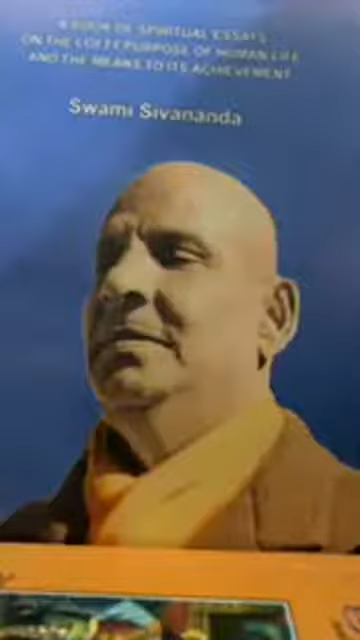 A BOOK OF SPIRITUAL ESSAYS
ON THE LOFTY PURPOSE OF HUMAN LIFE
AND THE MEANS TO ITS ACHIEVEMENT
Swami Sivananda